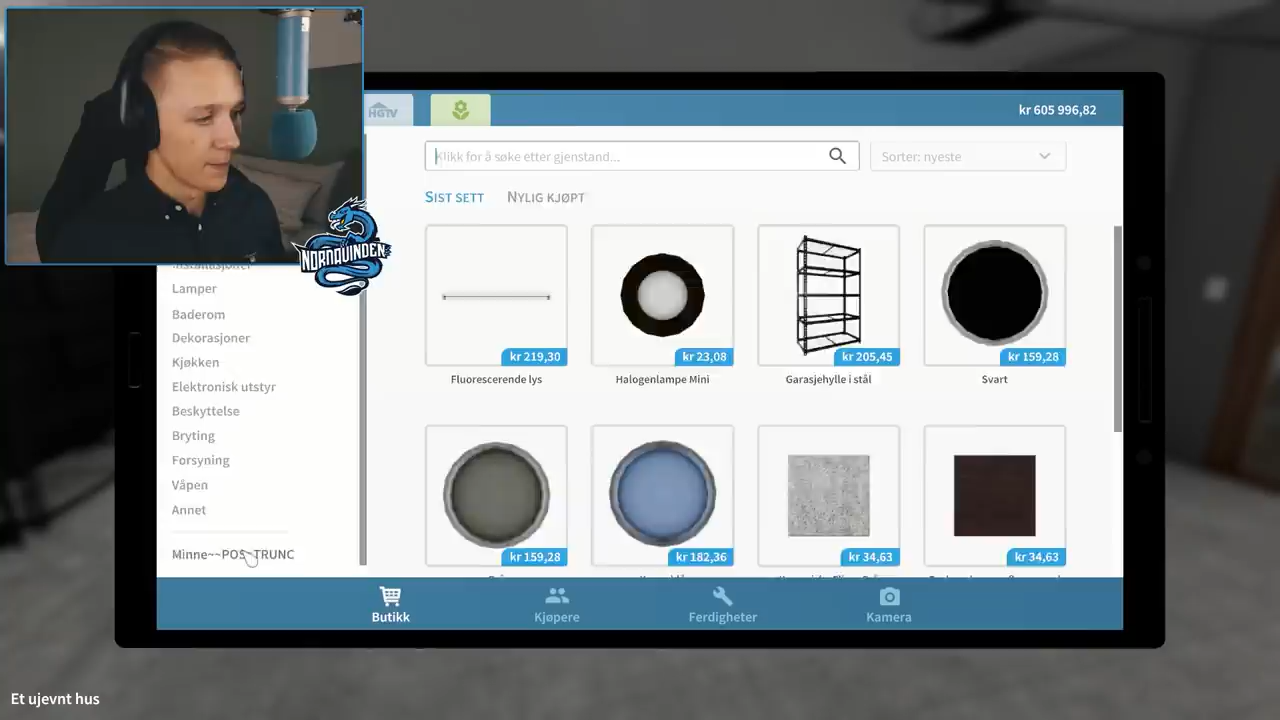 HGTV
kr 605 996,82
Klikk for å søke etter gjenstand...
Sorter: nyeste
SIST SETT
NYLIG KJØPT
NORNAVINDEN
kr 219,30
kr 23,08
kr 205,45
kr 159,28
Fluorescerende lys
Halogenlampe Mini
Garasjehylle i stål
Svart
Lamper
Baderom
Dekorasjoner
Kjøkken
Elektronisk utstyr
Beskyttelse
Bryting
Forsyning
Våpen
Annet
Minne~~POS_TRUNC
kr 159,28
kr 182,36
kr 34,63
kr 34,63
Butikk
Kjøpere
Ferdigheter
Kamera
Et ujevnt hus